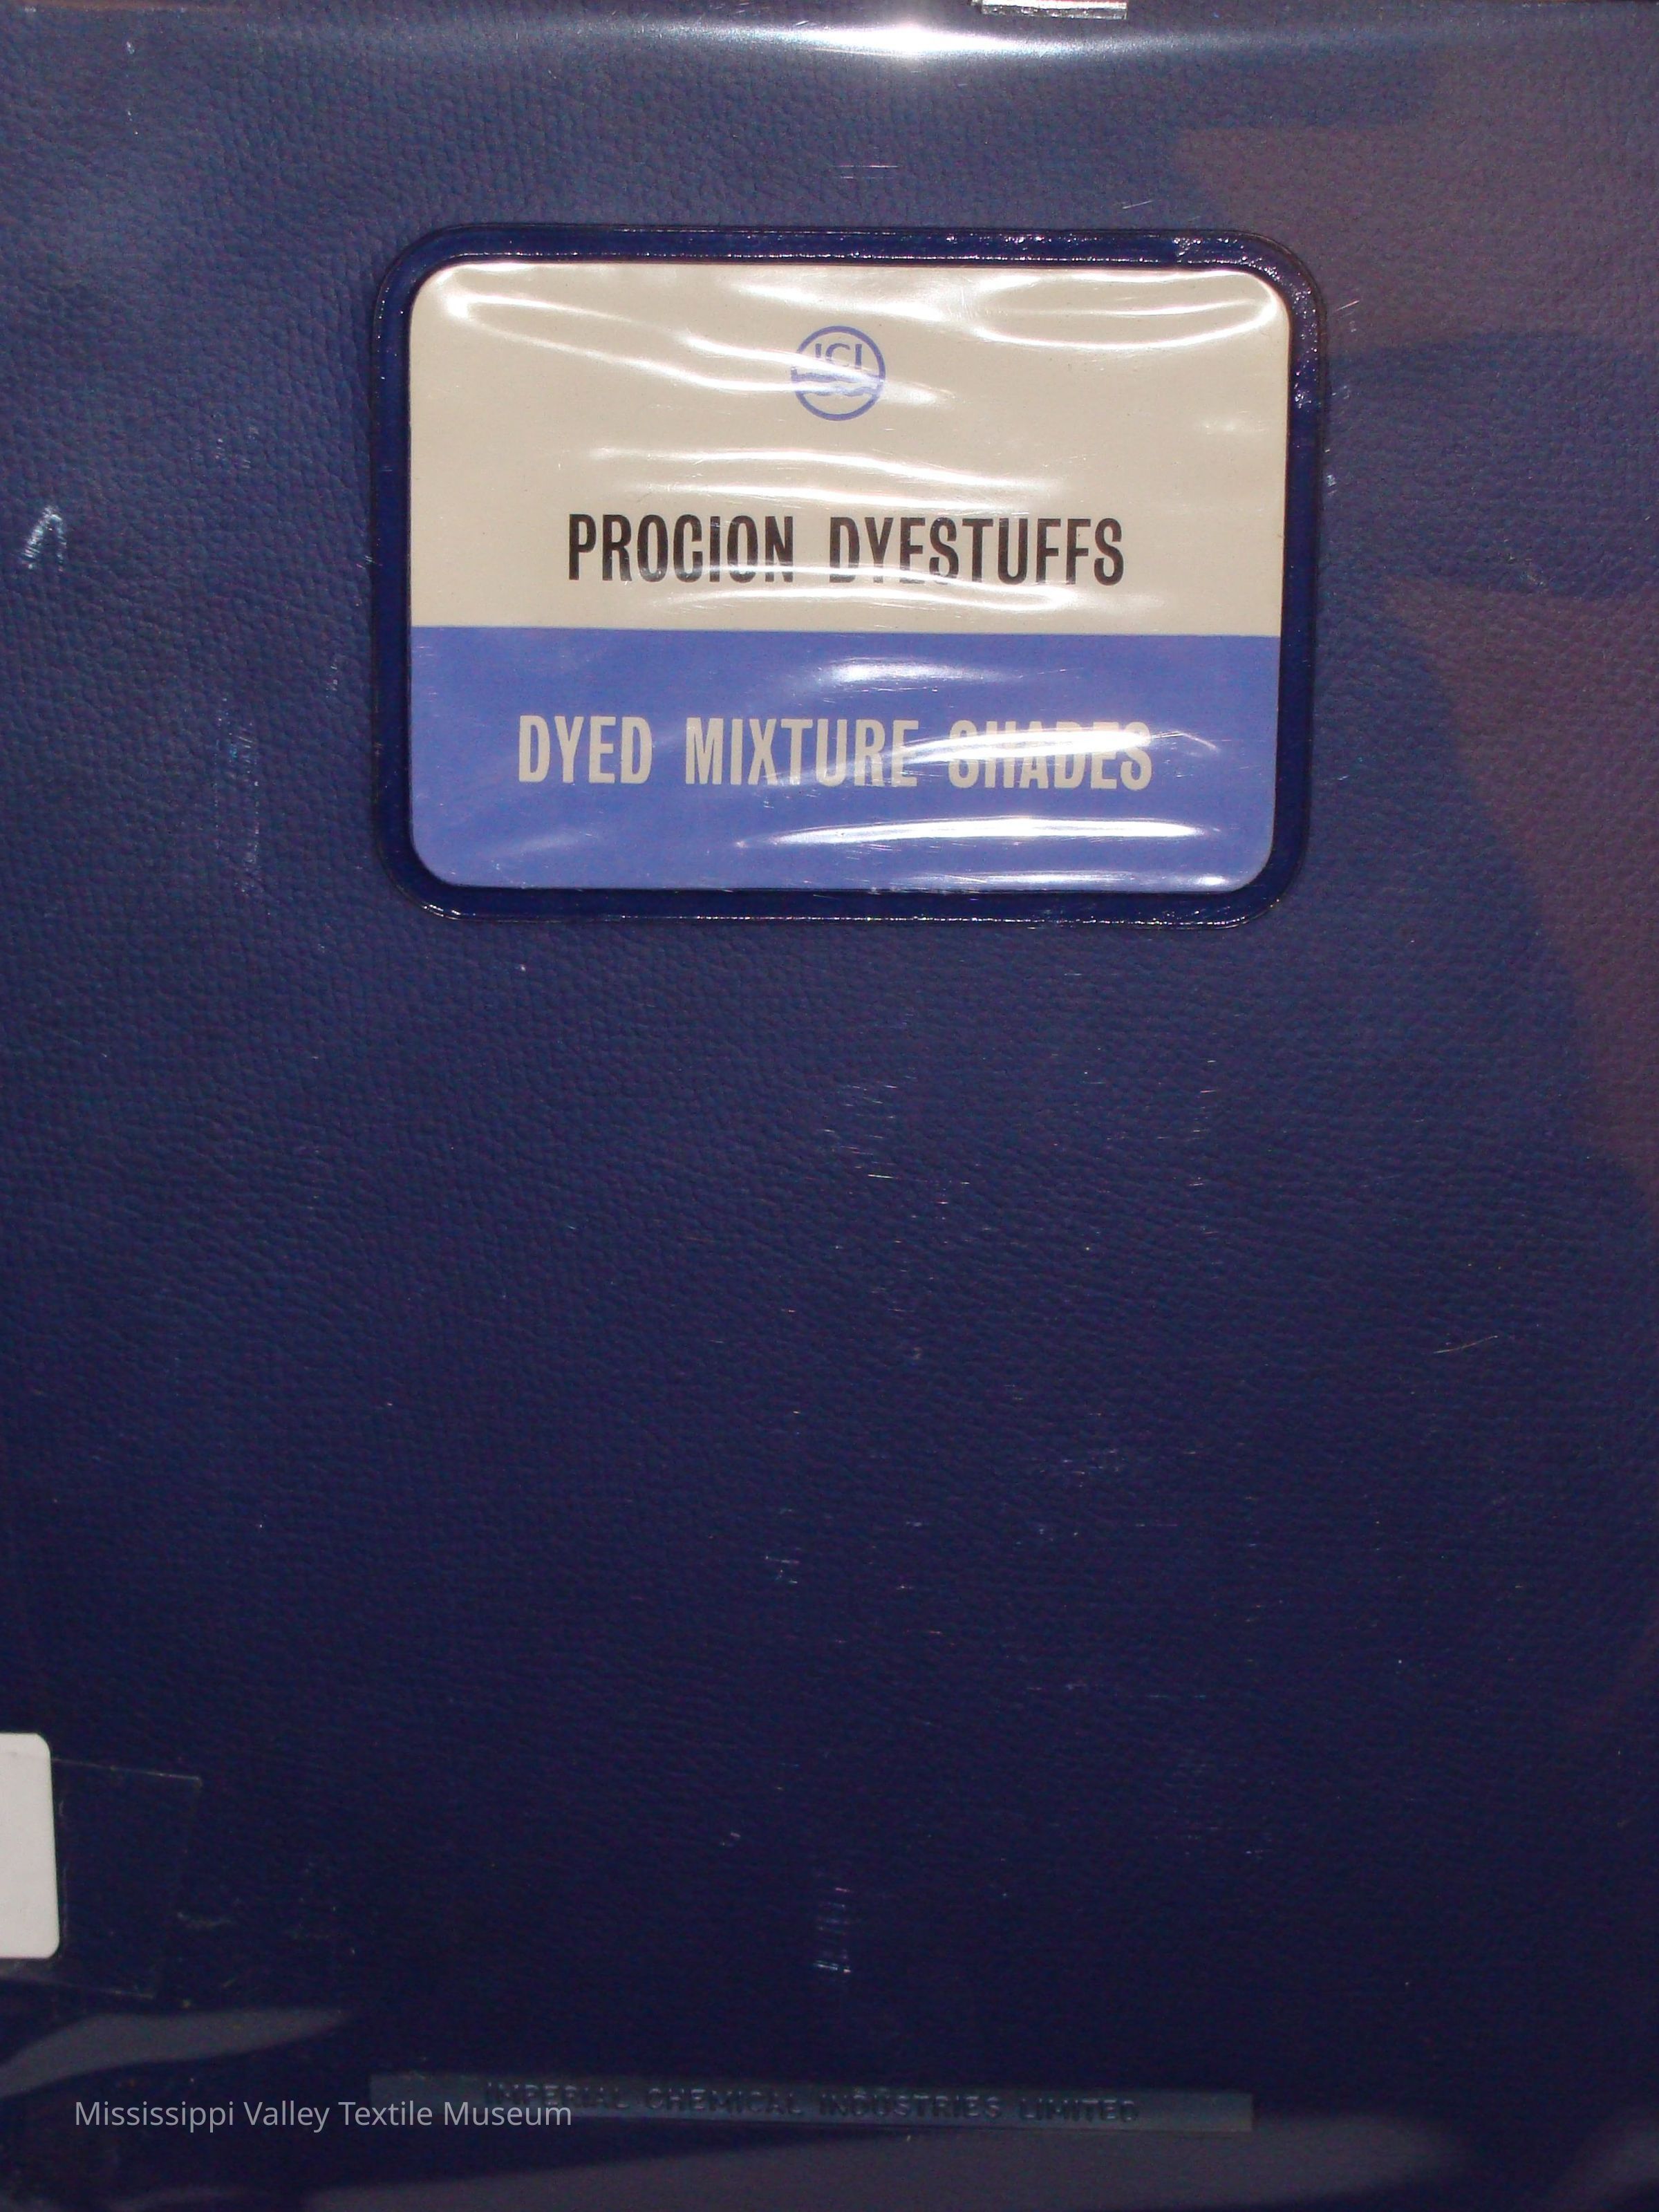 ICI
PROCION DYESTUFFS
DYED MIXTURE SHADES
IMPERIAL CHEMICAL INDUSTRIES LIMITED
Mississippi Valley Textile Museum